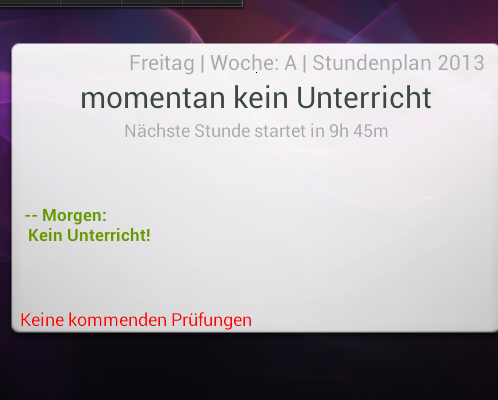 Freitag | Woche: A | Stundenplan 2013
momentan kein Unterricht
Nächste Stunde startet in 9h 45m
-- Morgen:
Kein Unterricht!
Keine kommenden Prüfungen